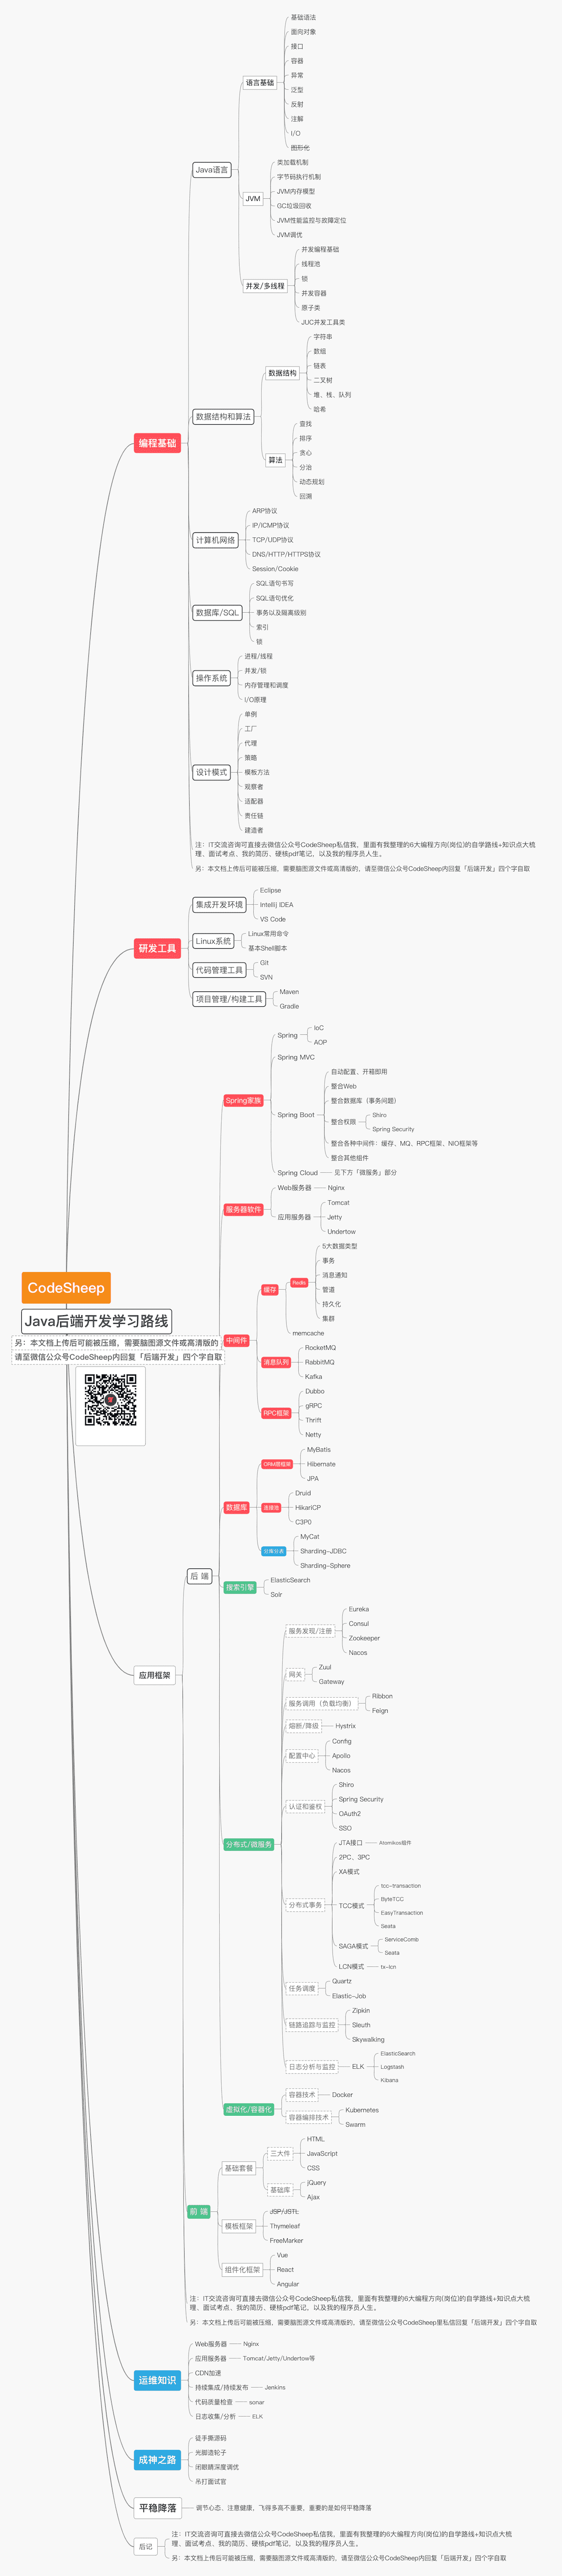 CodeSheep
Java后端开发学习路线
另：本文档上传后可能被压缩，需要脑图源文件或高清版的
请至微信公众号CodeSheep内回复「后端开发」四个字自取
编程基础
Java语言
语言基础
基础语法
面向对象
接口
容器
异常
泛型
反射
注解
I/O
图形化
JVM
类加载机制
字节码执行机制
JVM内存模型
GC垃圾回收
JVM性能监控与故障定位
JVM调优
并发/多线程
并发编程基础
线程池
锁
并发容器
原子类
JUC并发工具类
数据结构和算法
数据结构
字符串
数组
链表
二叉树
堆、栈、队列
哈希
算法
查找
排序
贪心
分治
动态规划
回溯
计算机网络
ARP协议
IP/ICMP协议
TCP/UDP协议
DNS/HTTP/HTTPS协议
Session/Cookie
数据库/SQL
SQL语句书写
SQL语句优化
事务以及隔离级别
索引
锁
操作系统
进程/线程
并发/锁
内存管理和调度
I/O原理
设计模式
单例
工厂
代理
策略
模板方法
观察者
适配器
责任链
建造者
注：IT交流咨询可直接去微信公众号CodeSheep私信我，里面有我整理的6大编程方向(岗位)的自学路线+知识点大梳
理、面试考点、我的简历、硬核pdf笔记，以及我的程序员人生。
另：本文档上传后可能被压缩，需要脑图源文件或高清版的，请至微信公众号CodeSheep内回复「后端开发」四个字自取
研发工具
集成开发环境
Eclipse
Intellij IDEA
VS Code
Linux系统
Linux常用命令
基本Shell脚本
代码管理工具
Git
SVN
项目管理/构建工具
Maven
Gradle
应用框架
后 端
Spring家族
Spring
IoC
AOP
Spring MVC
Spring Boot
自动配置、开箱即用
整合Web
整合数据库（事务问题）
整合权限
Shiro
Spring Security
整合各种中间件：缓存、MQ、RPC框架、NIO框架等
整合其他组件
Spring Cloud
见下方「微服务」部分
服务器软件
Web服务器
Nginx
应用服务器
Tomcat
Jetty
Undertow
中间件
缓存
Redis
5大数据类型
事务
消息通知
管道
持久化
集群
memcache
消息队列
RocketMQ
RabbitMQ
Kafka
RPC框架
Dubbo
gRPC
Thrift
Netty
数据库
ORM层框架
MyBatis
Hibernate
JPA
连接池
Druid
HikariCP
C3P0
分库分表
MyCat
Sharding-JDBC
Sharding-Sphere
搜索引擎
ElasticSearch
Solr
分布式/微服务
服务发现/注册
Eureka
Consul
Zookeeper
Nacos
网关
Zuul
Gateway
服务调用（负载均衡）
Ribbon
Feign
熔断/降级
Hystrix
配置中心
Config
Apollo
Nacos
认证和鉴权
Shiro
Spring Security
OAuth2
SSO
分布式事务
JTA接口
Atomikos组件
2PC、3PC
XA模式
TCC模式
tcc-transaction
ByteTCC
EasyTransaction
Seata
SAGA模式
ServiceComb
Seata
LCN模式
tx-lcn
任务调度
Quartz
Elastic-Job
链路追踪与监控
Zipkin
Sleuth
Skywalking
日志分析与监控
ELK
ElasticSearch
Logstash
Kibana
虚拟化/容器化
容器技术
Docker
容器编排技术
Kubernetes
Swarm
前 端
基础套餐
三大件
HTML
JavaScript
CSS
基础库
jQuery
Ajax
模板框架
JSP/JSTL
Thymeleaf
FreeMarker
组件化框架
Vue
React
Angular
注：IT交流咨询可直接去微信公众号CodeSheep私信我，里面有我整理的6大编程方向(岗位)的自学路线+知识点大梳
理、面试考点、我的简历、硬核pdf笔记，以及我的程序员人生。
另：本文档上传后可能被压缩，需要脑图源文件或高清版的，请至微信公众号CodeSheep里私信回复「后端开发」四个字自取
运维知识
Web服务器
Nginx
应用服务器
Tomcat/Jetty/Undertow等
CDN加速
持续集成/持续发布
Jenkins
代码质量检查
sonar
日志收集/分析
ELK
成神之路
徒手撕源码
光脚造轮子
闭眼睛深度调优
吊打面试官
平稳降落
调节心态，注意健康，飞得多高不重要，重要的是如何平稳降落
后记
注：IT交流咨询可直接去微信公众号CodeSheep私信我，里面有我整理的6大编程方向(岗位)的自学路线+知识点大梳
理、面试考点、我的简历、硬核pdf笔记，以及我的程序员人生。
另：本文档上传后可能被压缩，需要脑图源文件或高清版的，请至微信公众号CodeSheep内回复「后端开发」四个字自取